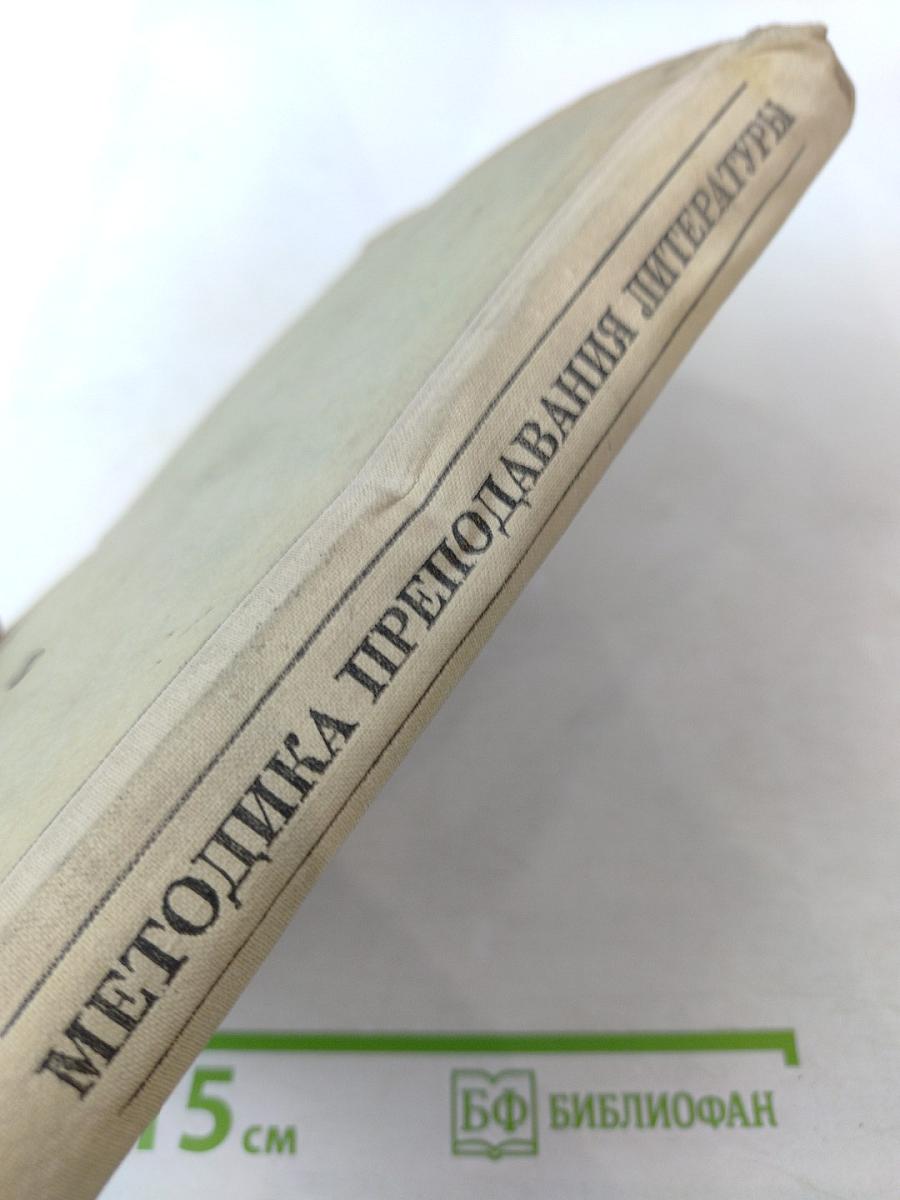 МЕТОДИКА ПРЕПОДАВАНИЯ ЛИТЕРАТУРЫ
15 см
БФ БИБЛИОФАН